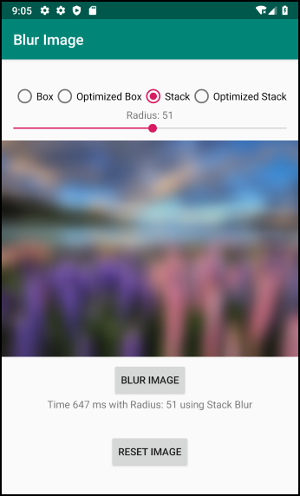 9:05
Blur Image
Box Optimized Box Stack Optimized Stack
Radius: 51
BLUR IMAGE
Time 647 ms with Radius: 51 using Stack Blur
RESET IMAGE